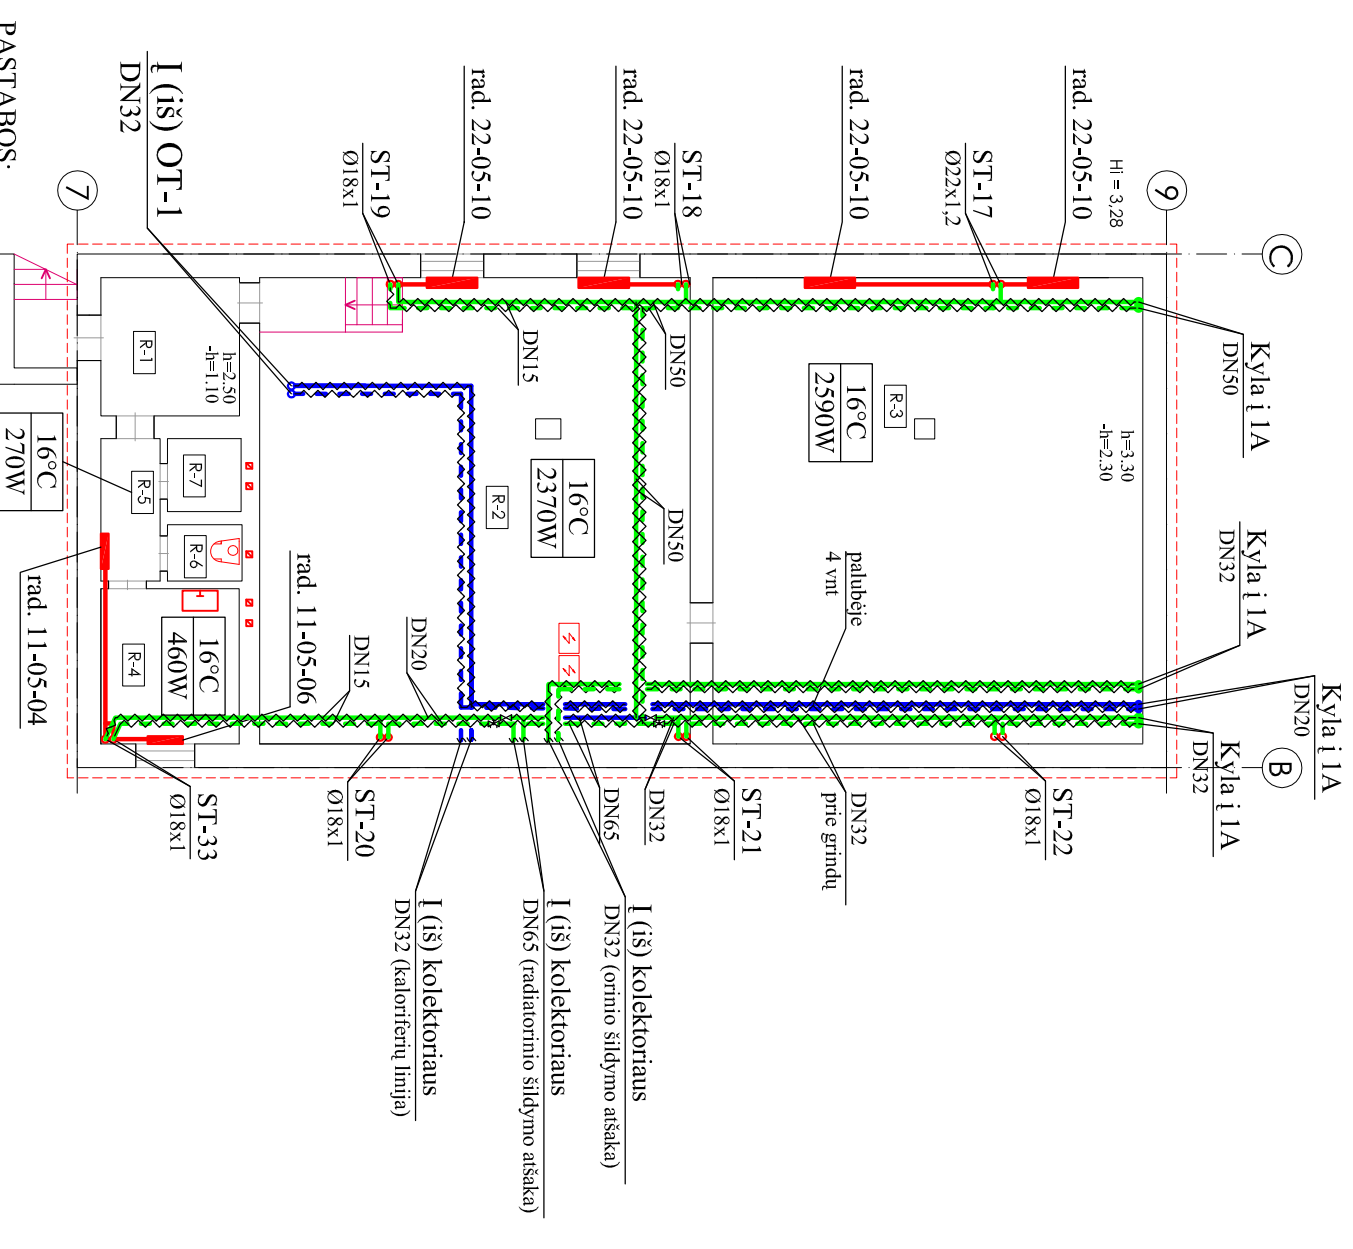 Kyla į 1A
DN20
Kyla į 1A
DN32
Kyla į 1A
DN32
Kyla į 1A
DN50
C
B
9
Hi = 3,28
h=3.30
-h=2.30
rad. 22-05-10
ST-17
Ø22x1,2
ST-22
Ø18x1
R-3
16°C
2590W
rad. 22-05-10
palubėje
4 vnt
DN32
prie grindų
ST-18
Ø18x1
DN50
DN50
ST-21
Ø18x1
DN32
DN65
rad. 22-05-10
16°C
2370W
R-2
DN15
Į (iš) kolektoriaus
DN32 (orinio šildymo atšaka)
Į (iš) kolektoriaus
DN65 (radiatorinio šildymo atšaka)
Į (iš) kolektoriaus
DN32 (kaloriferių linija)
rad. 22-05-10
ST-19
Ø18x1
DN20
DN15
ST-20
Ø18x1
rad. 11-05-06
Į (iš) OT-1
DN32
h=2.50
-h=1.10
R-1
R-7
R-6
R-5
R-4
16°C
460W
ST-33
Ø18x1
7
16°C
270W
rad. 11-05-04
PASTABOS: